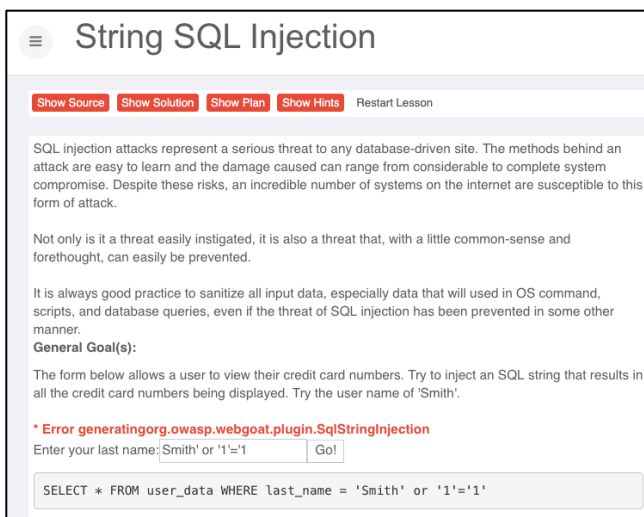 String SQL Injection
Show Source Show Solution Show Plan Show Hints Restart Lesson
SQL injection attacks represent a serious threat to any database-driven site. The methods behind an
attack are easy to learn and the damage caused can range from considerable to complete system
compromise. Despite these risks, an incredible number of systems on the internet are susceptible to this
form of attack.
Not only is it a threat easily instigated, it is also a threat that, with a little common-sense and
forethought, can easily be prevented.
It is always good practice to sanitize all input data, especially data that will used in OS command,
scripts, and database queries, even if the threat of SQL injection has been prevented in some other
manner.
General Goal(s):
The form below allows a user to view their credit card numbers. Try to inject an SQL string that results in
all the credit card numbers being displayed. Try the user name of 'Smith'.
* Error generatingorg.owasp.webgoat.plugin.SqlStringInjection
Enter your last name: Smith' or '1'='1 Go!
SELECT * FROM user_data WHERE last_name = 'Smith' or '1'='1'